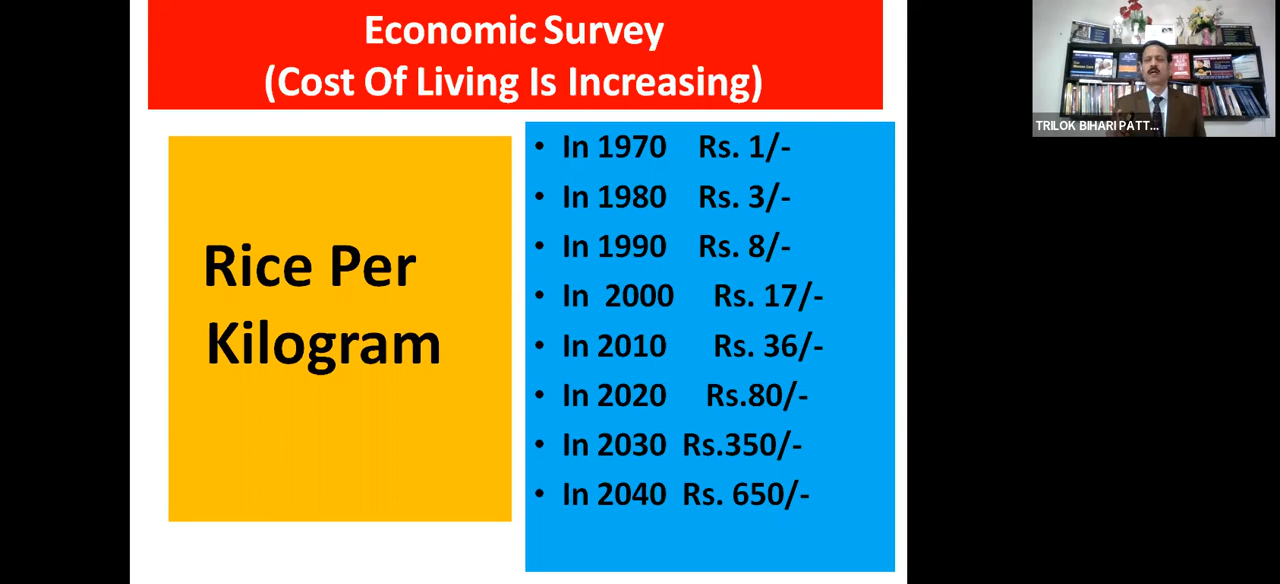 Economic Survey
(Cost Of Living Is Increasing)
Rice Per
Kilogram
• In 1970 Rs. 1/-
• In 1980 Rs. 3/-
• In 1990 Rs. 8/-
• In 2000 Rs. 17/-
• In 2010 Rs. 36/-
• In 2020 Rs.80/-
• In 2030 Rs.350/-
• In 2040 Rs. 650/-
TRILOK BIHARI PATT...